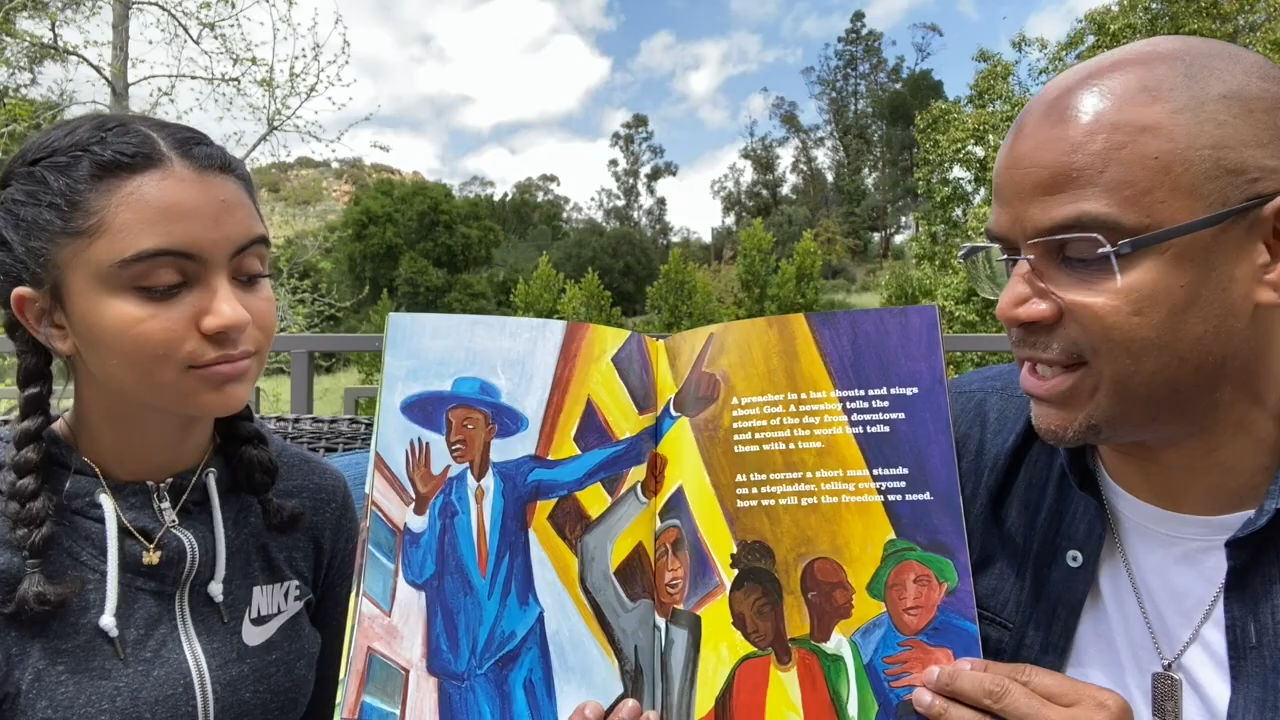 A preacher in a hat shouts and sings
about God. A newsboy tells the
stories of the day from downtown
and around the world but tells
them with a tune.
At the corner a short man stands
on a stepladder, telling everyone
how we will get the freedom we need.
NIKE